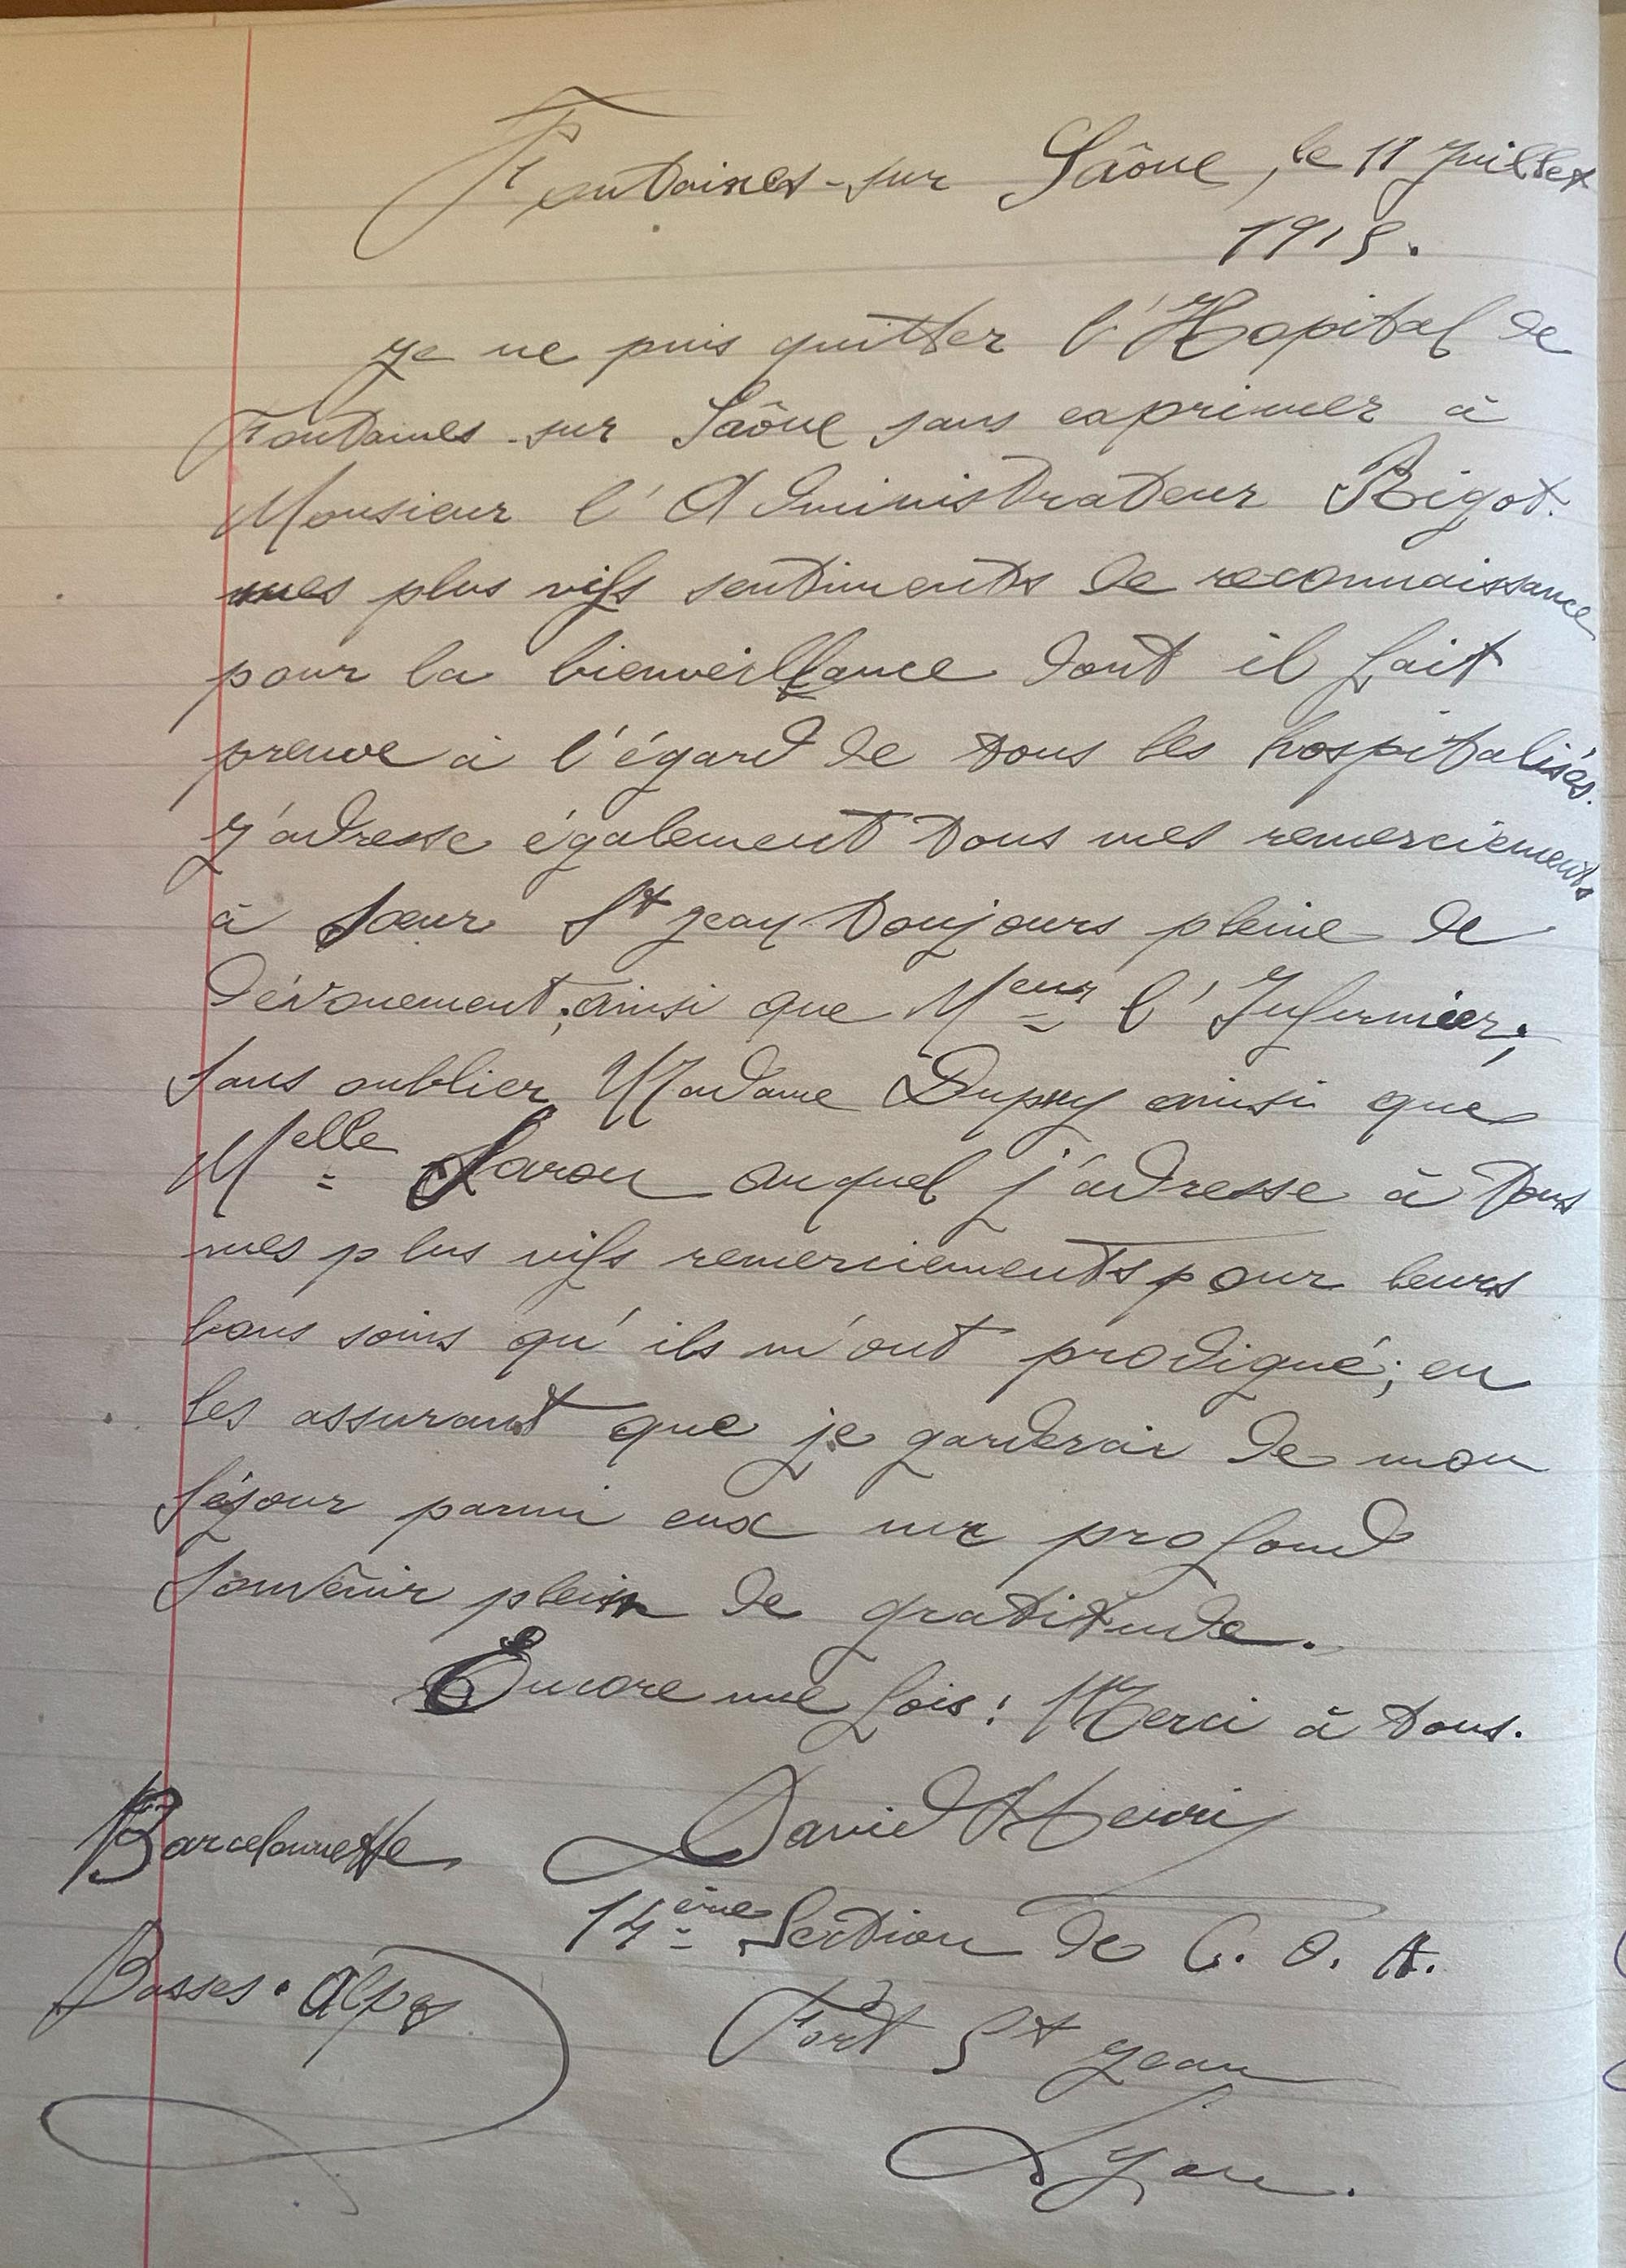 Fontaines-sur Saône, le 11 Juillet
1915.
Je ne puis quitter l'Hopital de
Fontaines-sur Saône sans exprimer à
Monsieur l'Administrateur Bigot.
mes plus vifs sentiments de reconnaissance
pour la bienveillance dont il fait
preuve à l'égard de tous les hospitalisés.
J'adresse également tous mes remerciements
à Sœur St Jean toujours pleine de
dévouement; ainsi que Meur l'Infirmier;
sans oublier Madame Dupuy ainsi que
Melle Saron auquel j'adresse à tous
mes plus vifs remerciements pour leurs
bons soins qu'ils m'ont prodigué; en
les assurant que je garderai de mon
séjour parmi eux un profond
souvenir plein de gratitude.
Encore une fois! Merci à tous.
David Henri
Barcelonnette
14ème Section de C. O. A.
Basses-Alpes
Fort St Jean
Lyon.